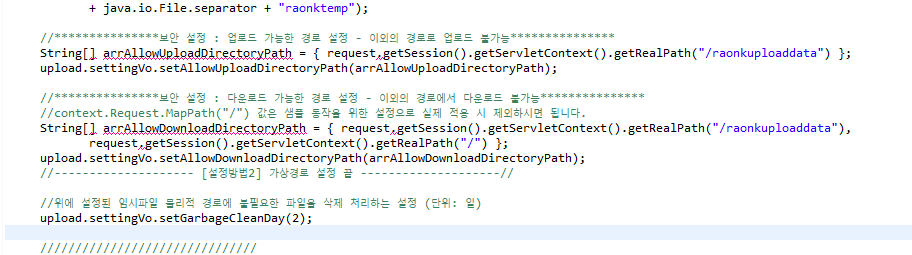 + java.io.File.separator + "raonktemp");
//***************보안 설정 : 업로드 가능한 경로 설정 - 이외의 경로로 업로드 불가능***************
String[] arrAllowUploadDirectoryPath = { request.getSession().getServletContext().getRealPath("/raonkuploaddata") };
upload.settingVo.setAllowUploadDirectoryPath(arrAllowUploadDirectoryPath);
//***************보안 설정 : 다운로드 가능한 경로 설정 - 이외의 경로에서 다운로드 불가능***************
//context.Request.MapPath("/") 값은 샘플 동작을 위한 설정으로 실제 적용 시 제외하시면 됩니다.
String[] arrAllowDownloadDirectoryPath = { request.getSession().getServletContext().getRealPath("/raonkuploaddata"),
request.getSession().getServletContext().getRealPath("/") };
upload.settingVo.setAllowDownloadDirectoryPath(arrAllowDownloadDirectoryPath);
//-------------------- [설정방법2] 가상경로 설정 끝 --------------------//
//위에 설정된 임시파일 물리적 경로에 불필요한 파일을 삭제 처리하는 설정 (단위: 일)
upload.settingVo.setGarbageCleanDay(2);
///////////////////////////////